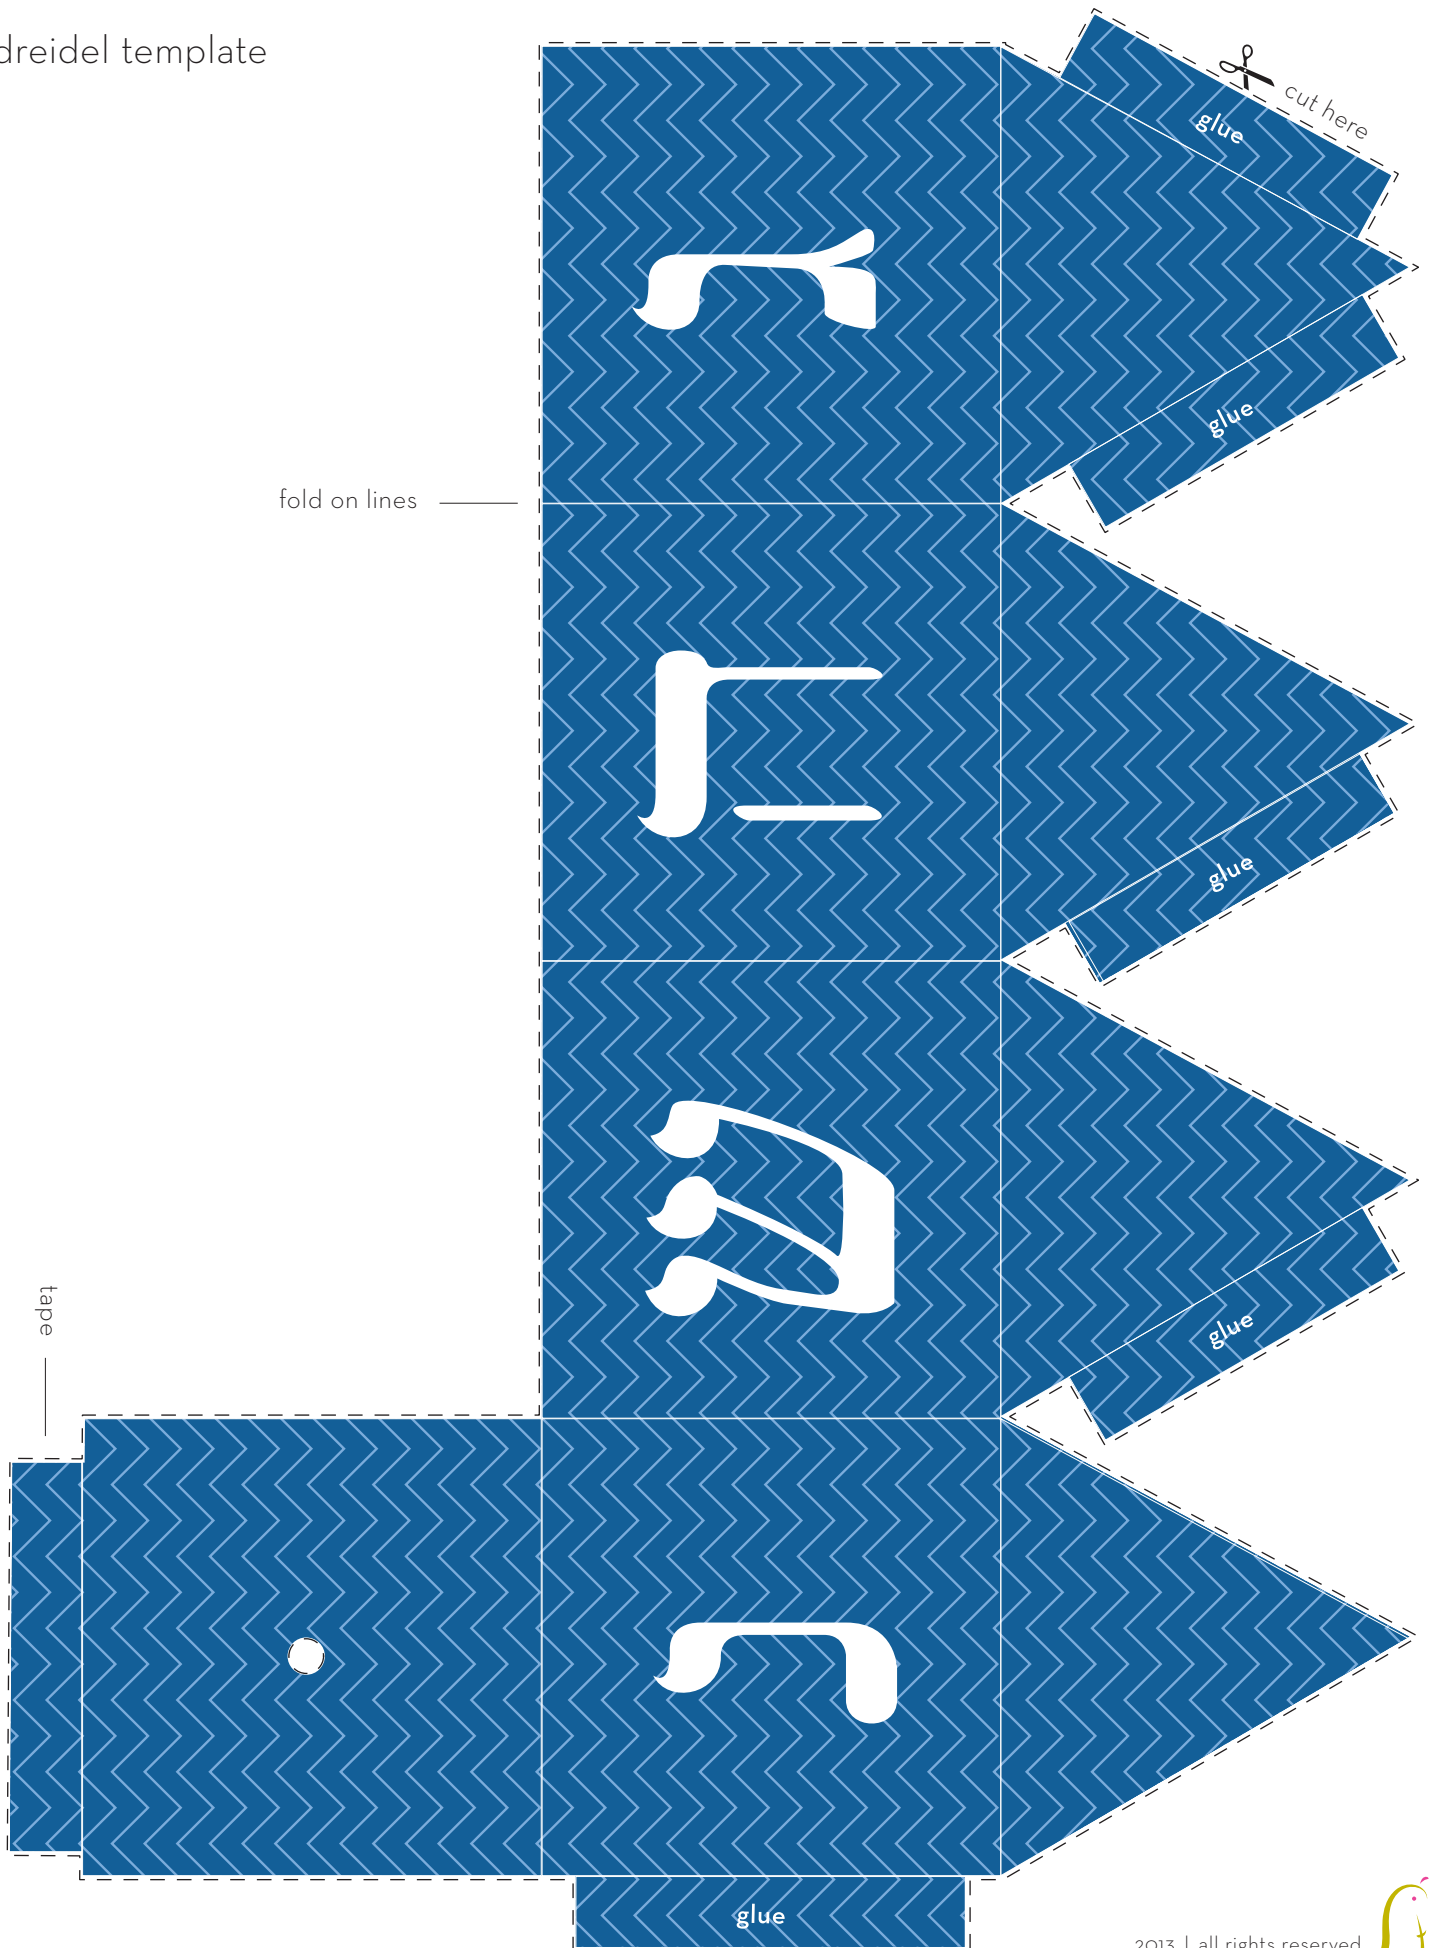 dreidel template
cut here
glue
ג
glue
fold on lines
ה
glue
ש
glue
tape
נ
glue
2013 | all rights reserved